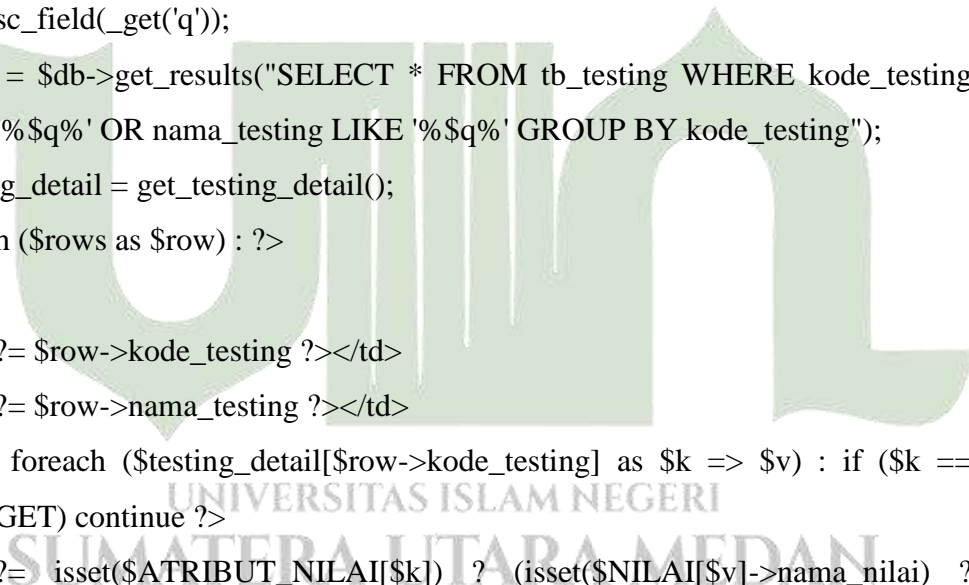 sc_field(_get('q'));
= $db->get_results("SELECT * FROM tb_testing WHERE kode_testing
'%$q%' OR nama_testing LIKE '%$q%' GROUP BY kode_testing");
g_detail = get_testing_detail();
($rows as $row) : ?>
?= $row->kode_testing ?></td>
?= $row->nama_testing ?></td>
foreach ($testing_detail[$row->kode_testing] as $k => $v) : if ($k ==
GET) continue ?>
UNIVERSITAS ISLAM NEGERI
SUMATERA UTARA MEDAN
?= isset($ATRIBUT_NILAI[$k]) ? (isset($NILAI[$v]->nama_nilai) ?